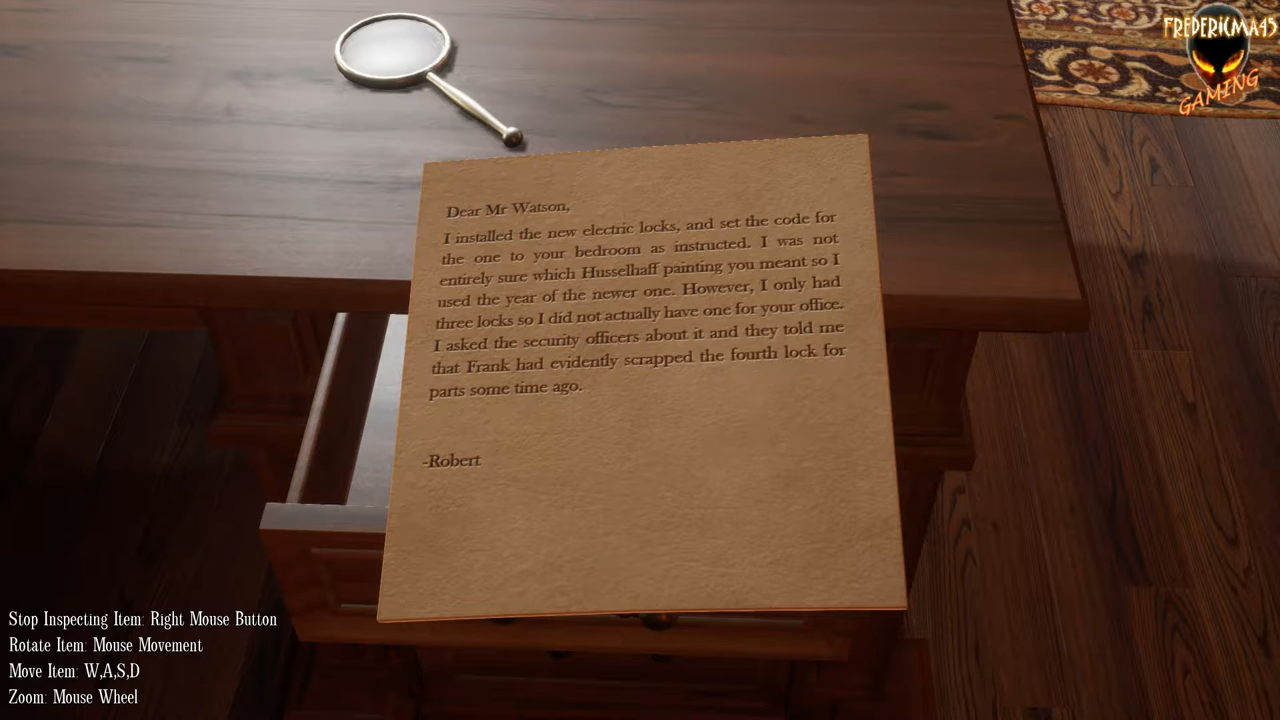 FREDERICMA45
GAMING
Dear Mr Watson,
I installed the new electric locks, and set the code for
the one to your bedroom as instructed. I was not
entirely sure which Husselhaff painting you meant so I
used the year of the newer one. However, I only had
three locks so I did not actually have one for your office.
I asked the security officers about it and they told me
that Frank had evidently scrapped the fourth lock for
parts some time ago.
-Robert
Stop Inspecting Item: Right Mouse Button
Rotate Item: Mouse Movement
Move Item: W,A,S,D
Zoom: Mouse Wheel